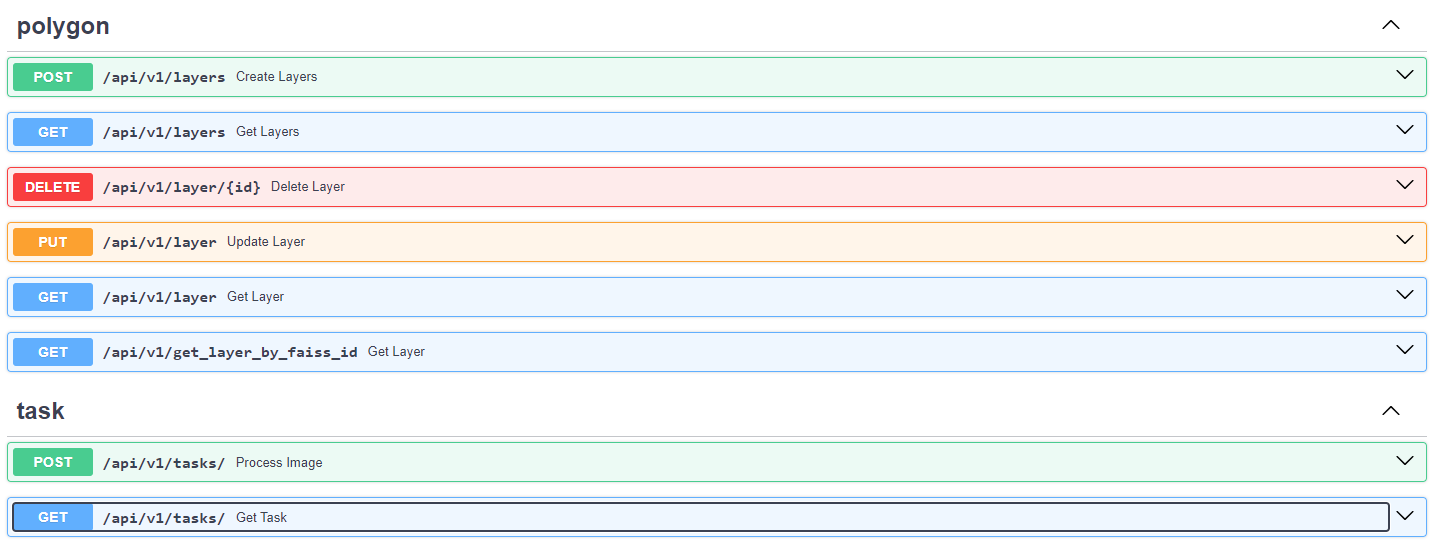 polygon
POST /api/v1/layers Create Layers
GET /api/v1/layers Get Layers
DELETE /api/v1/layer/{id} Delete Layer
PUT /api/v1/layer Update Layer
GET /api/v1/layer Get Layer
GET /api/v1/get_layer_by_faiss_id Get Layer
task
POST /api/v1/tasks/ Process Image
GET /api/v1/tasks/ Get Task